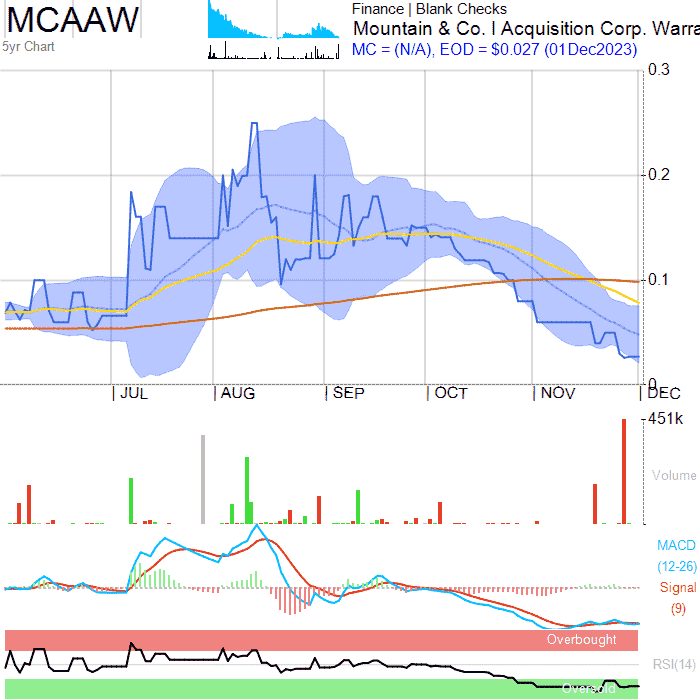 MCAAW
5yr Chart
Finance | Blank Checks
Mountain & Co. I Acquisition Corp. Warra
MC = (N/A), EOD = $0.027 (01Dec2023)
0.3
0.2
0.1
0
JUL AUG SEP OCT NOV DEC
451k
Volume
MACD
(12-26)
Signal
(9)
Overbought
RSI(14)
Oversold